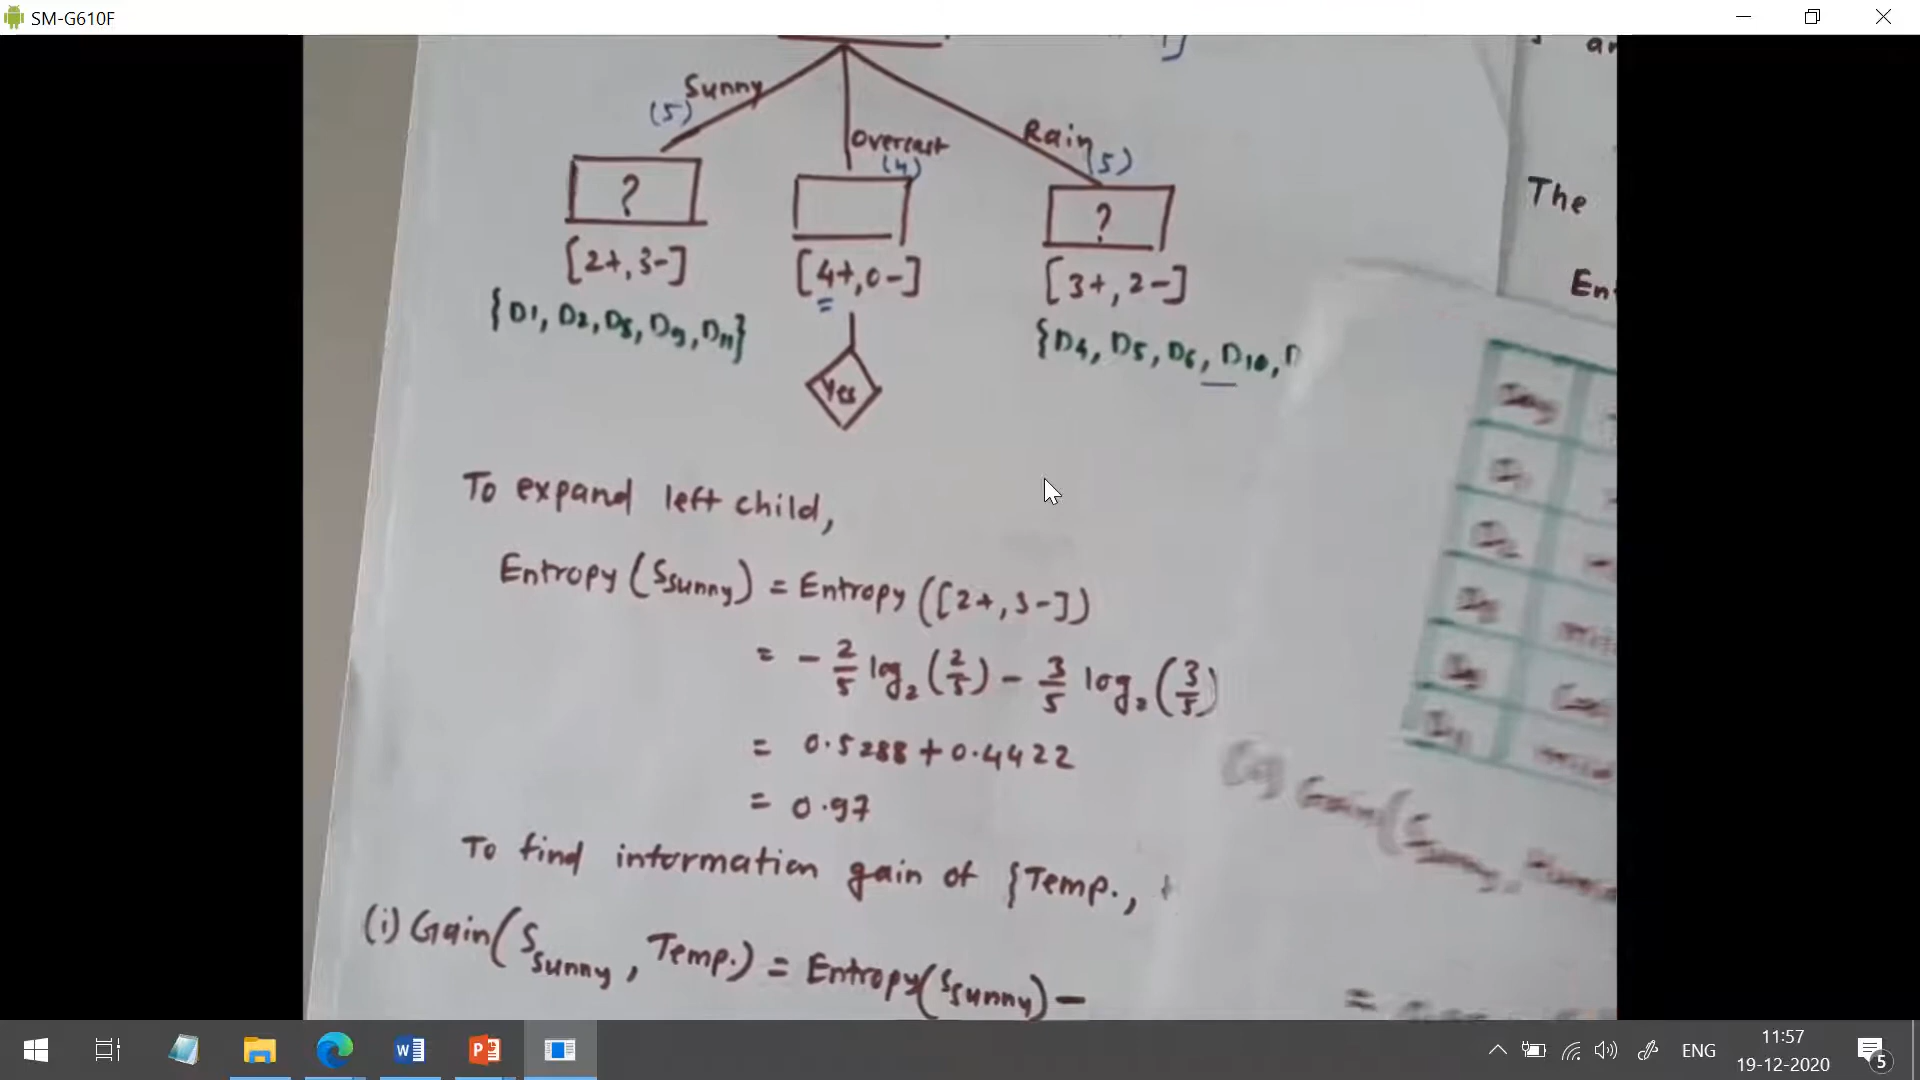 SM-G610F
Sunny
(5)
Overcast
(4)
Rain
(5)
?
?
[2+, 3-]
[4+, 0-]
[3+, 2-]
{D1, D2, D8, D9, D11}
{D4, D5, D6, D10,
Yes
To expand left child,
Entropy (Ssunny) = Entropy ([2+, 3-])
= - 2/5 log2 (2/5) - 3/5 log2 (3/5)
= 0.5288 + 0.4422
= 0.97
To find information gain of {Temp.,
(i) Gain(Ssunny, Temp.) = Entropy(Ssunny) -
The
Day
Gain(Ssunny,
ENG
11:57
19-12-2020
5